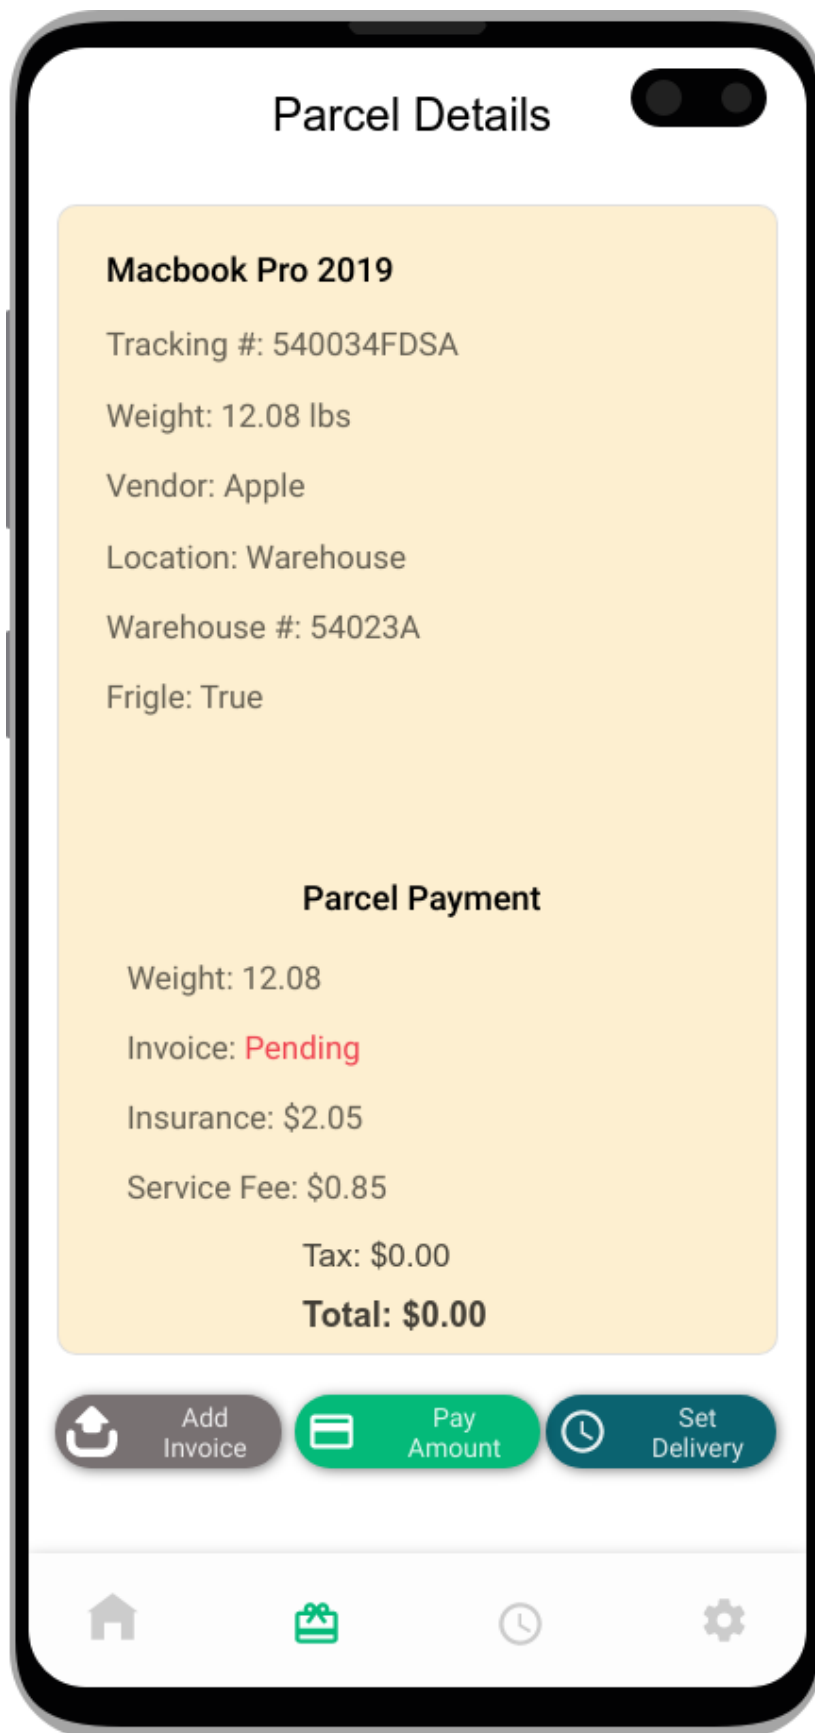 Parcel Details
Macbook Pro 2019
Tracking #: 540034FDSA
Weight: 12.08 lbs
Vendor: Apple
Location: Warehouse
Warehouse #: 54023A
Frigle: True
Parcel Payment
Weight: 12.08
Invoice: Pending
Insurance: $2.05
Service Fee: $0.85
Tax: $0.00
Total: $0.00
Add
Invoice
Pay
Amount
Set
Delivery